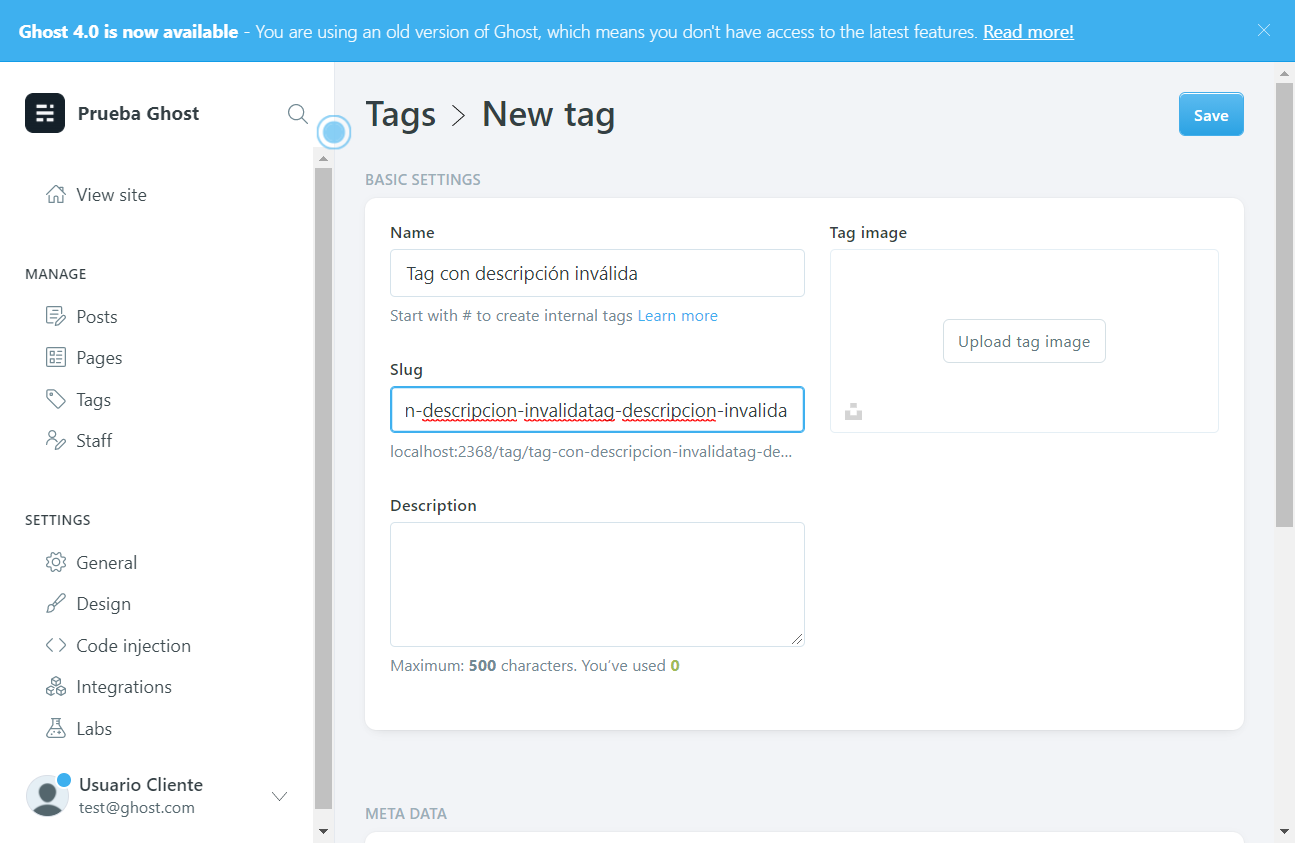 Ghost 4.0 is now available - You are using an old version of Ghost, which means you don't have access to the latest features. Read more!
Prueba Ghost
View site
MANAGE
Posts
Pages
Tags
Staff
SETTINGS
General
Design
Code injection
Integrations
Labs
Usuario Cliente
test@ghost.com
Tags > New tag
Save
BASIC SETTINGS
Name
Tag con descripción inválida
Start with # to create internal tags Learn more
Slug
n-descripcion-invalidatag-descripcion-invalida
localhost:2368/tag/tag-con-descripcion-invalidatag-de...
Description
Maximum: 500 characters. You've used 0
Tag image
Upload tag image
META DATA